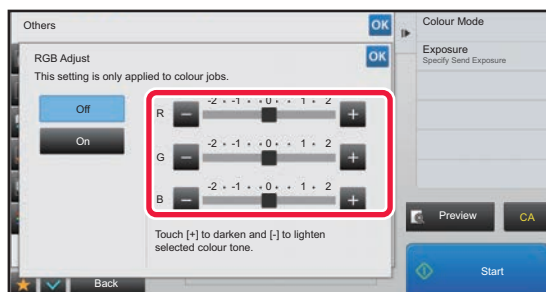 Others
OK
Colour Mode
RGB Adjust
OK
Exposure
Specify Send Exposure
This setting is only applied to colour jobs.
Off
On
-2 -1 0 1 2
R - +
-2 -1 0 1 2
G - +
-2 -1 0 1 2
B - +
Touch [+] to darken and [-] to lighten
selected colour tone.
Preview
CA
Back
Start